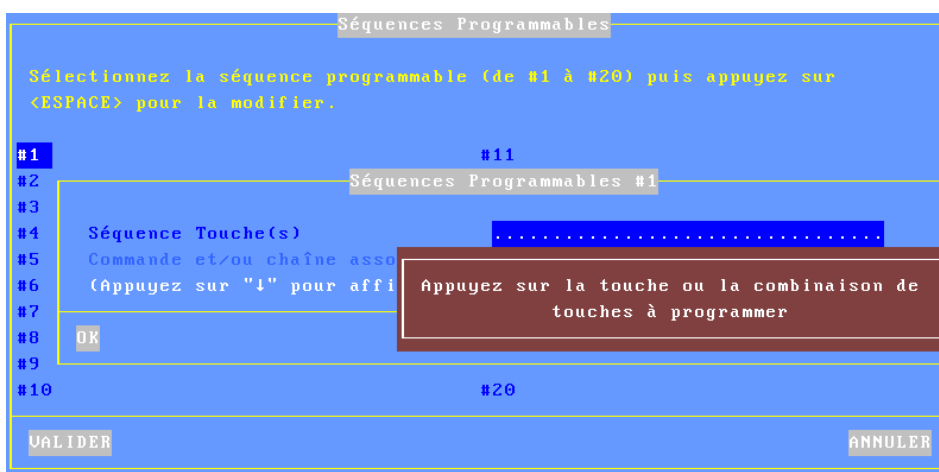 Séquences Programmables
Sélectionnez la séquence programmable (de #1 à #20) puis appuyez sur
<ESPACE> pour la modifier.
#1 #11
#2 Séquences Programmables #1
#3
#4 Séquence Touche(s) .................................
#5 Commande et/ou chaîne asso
#6 (Appuyez sur "↓" pour affi
Appuyez sur la touche ou la combinaison de
touches à programmer
#7
#8 OK
#9
#10 #20
VALIDER ANNULER